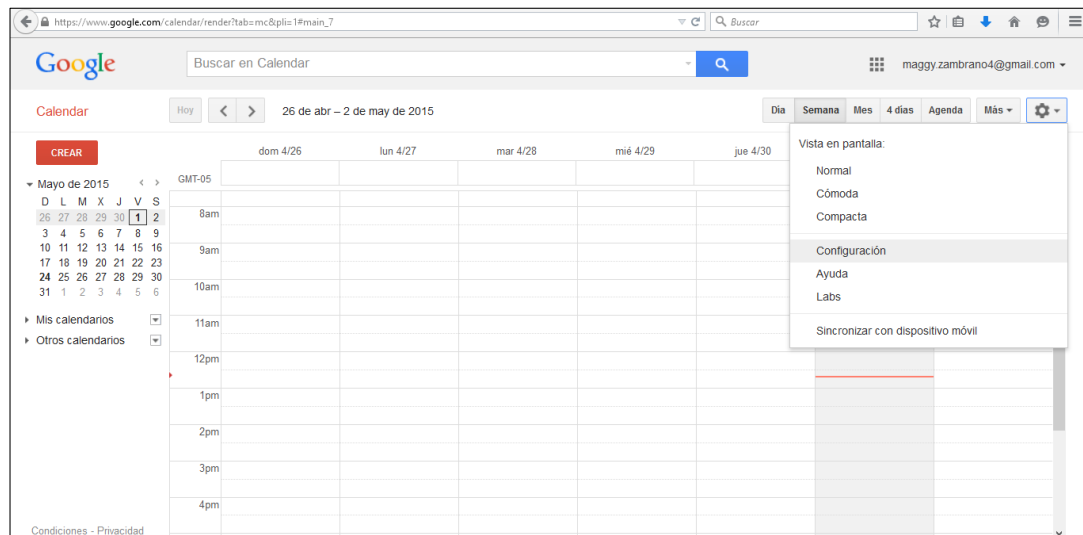 https://www.google.com/calendar/render?tab=mc&pli=1#main_7 Buscar
Google Buscar en Calendar maggy.zambrano4@gmail.com
Calendar Hoy 26 de abr – 2 de may de 2015 Día Semana Mes 4 días Agenda Más
CREAR
Mayo de 2015
D L M X J V S
26 27 28 29 30 1 2
3 4 5 6 7 8 9
10 11 12 13 14 15 16
17 18 19 20 21 22 23
24 25 26 27 28 29 30
31 1 2 3 4 5 6
Mis calendarios
Otros calendarios
Condiciones - Privacidad
dom 4/26 lun 4/27 mar 4/28 mié 4/29 jue 4/30
GMT-05
8am
9am
10am
11am
12pm
1pm
2pm
3pm
4pm
Vista en pantalla:
Normal
Cómoda
Compacta
Configuración
Ayuda
Labs
Sincronizar con dispositivo móvil